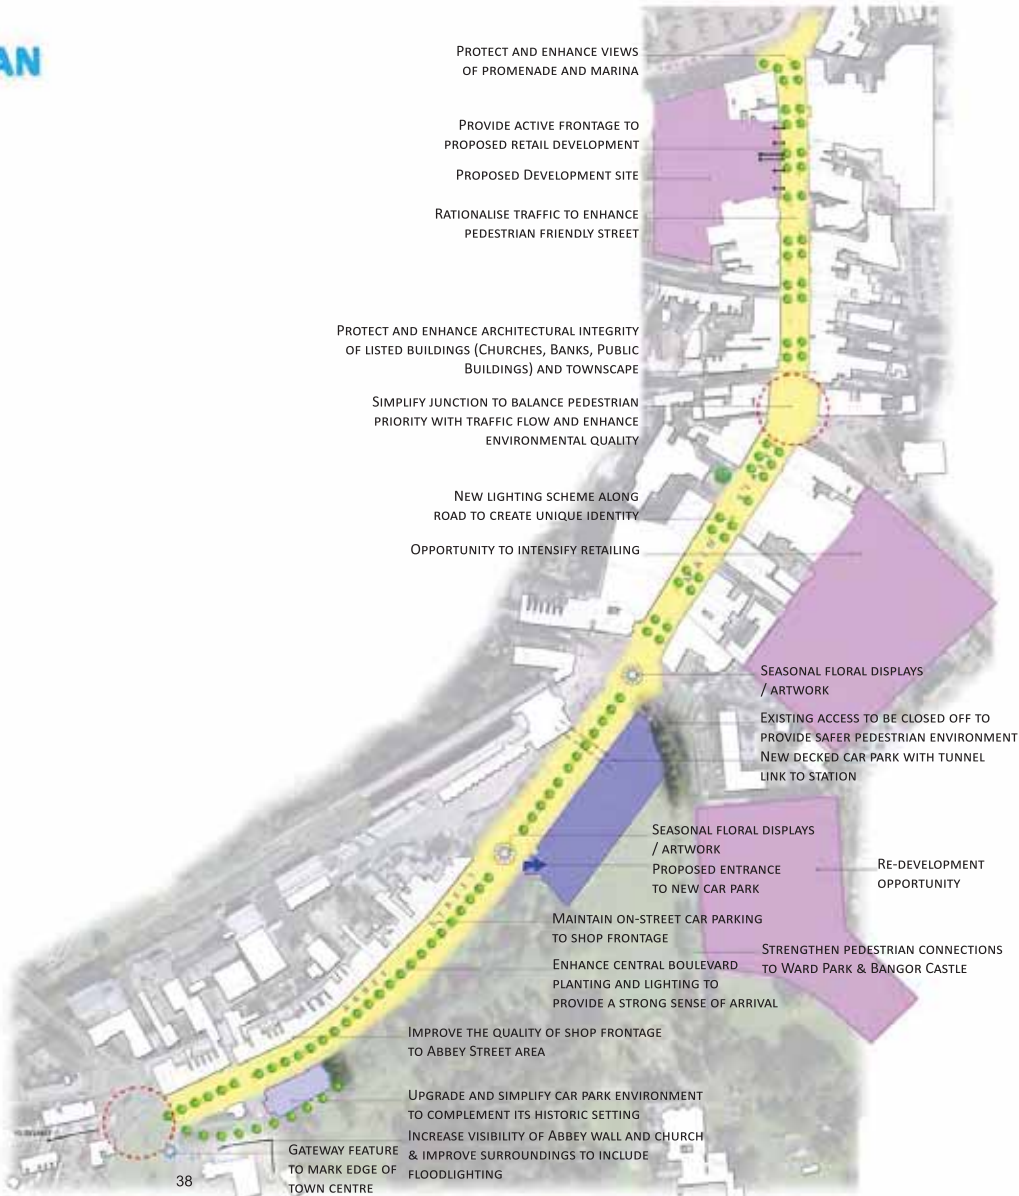 AN
PROTECT AND ENHANCE VIEWS
OF PROMENADE AND MARINA
PROVIDE ACTIVE FRONTAGE TO
PROPOSED RETAIL DEVELOPMENT
PROPOSED DEVELOPMENT SITE
RATIONALISE TRAFFIC TO ENHANCE
PEDESTRIAN FRIENDLY STREET
PROTECT AND ENHANCE ARCHITECTURAL INTEGRITY
OF LISTED BUILDINGS (CHURCHES, BANKS, PUBLIC
BUILDINGS) AND TOWNSCAPE
SIMPLIFY JUNCTION TO BALANCE PEDESTRIAN
PRIORITY WITH TRAFFIC FLOW AND ENHANCE
ENVIRONMENTAL QUALITY
NEW LIGHTING SCHEME ALONG
ROAD TO CREATE UNIQUE IDENTITY
OPPORTUNITY TO INTENSIFY RETAILING
SEASONAL FLORAL DISPLAYS
/ ARTWORK
EXISTING ACCESS TO BE CLOSED OFF TO
PROVIDE SAFER PEDESTRIAN ENVIRONMENT
NEW DECKED CAR PARK WITH TUNNEL
LINK TO STATION
SEASONAL FLORAL DISPLAYS
/ ARTWORK
PROPOSED ENTRANCE
TO NEW CAR PARK
RE-DEVELOPMENT
OPPORTUNITY
MAINTAIN ON-STREET CAR PARKING
TO SHOP FRONTAGE
STRENGTHEN PEDESTRIAN CONNECTIONS
TO WARD PARK & BANGOR CASTLE
ENHANCE CENTRAL BOULEVARD
PLANTING AND LIGHTING TO
PROVIDE A STRONG SENSE OF ARRIVAL
IMPROVE THE QUALITY OF SHOP FRONTAGE
TO ABBEY STREET AREA
UPGRADE AND SIMPLIFY CAR PARK ENVIRONMENT
TO COMPLEMENT ITS HISTORIC SETTING
INCREASE VISIBILITY OF ABBEY WALL AND CHURCH
& IMPROVE SURROUNDINGS TO INCLUDE
FLOODLIGHTING
GATEWAY FEATURE
TO MARK EDGE OF
TOWN CENTRE
38